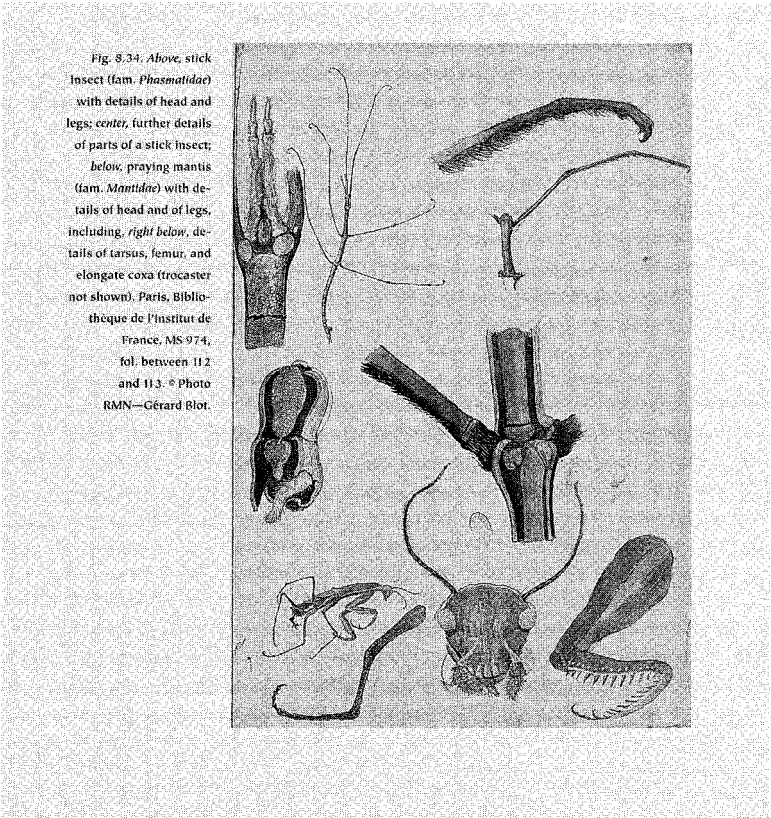 Fig. 8.34. Above, stick
insect (fam. Phasmatidae)
with details of head and
legs; center, further details
of parts of a stick insect;
below, praying mantis
(fam. Mantidae) with de-
tails of head and of legs,
including, right below, de-
tails of tarsus, femur, and
elongate coxa (trocaster
not shown). Paris, Biblio-
thèque de l'Institut de
France, MS 974,
fol. between 112
and 113. © Photo
RMN—Gérard Blot.